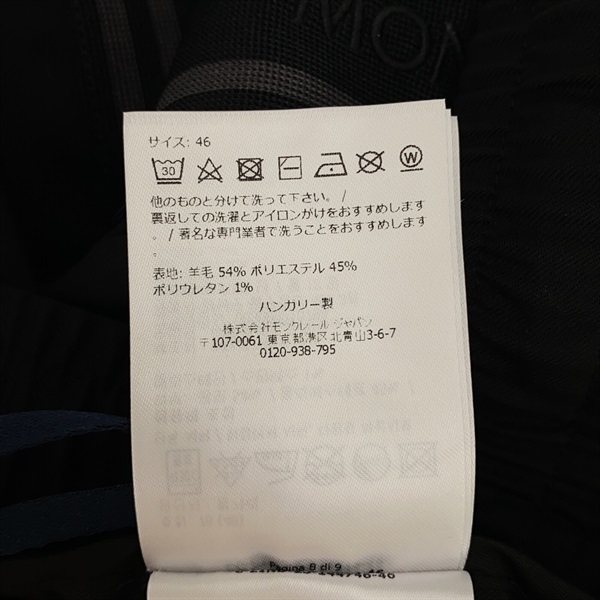 MON
サイズ: 46
30
W
他のものと分けて洗って下さい。/
裏返しての洗濯とアイロンがけをおすすめします
。/ 著名な専門業者で洗うことをおすすめします
。
表地: 羊毛 54% ポリエステル 45%
ポリウレタン 1%
ハンカリー製
株式会社モンクレール ジャパン
〒107-0061 東京都港区北青山3-6-7
0120-938-795
Pagina 8 di 9